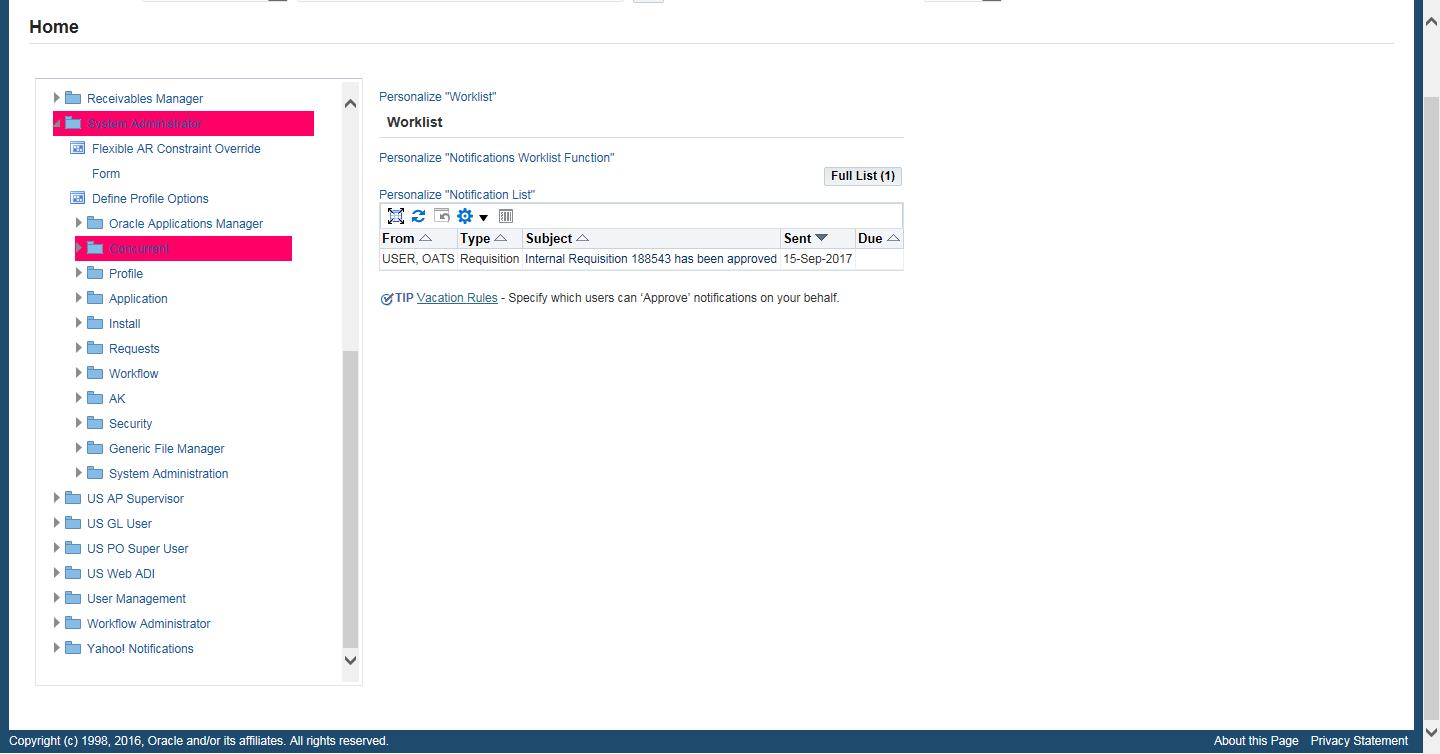 Home
Receivables Manager
System Administrator
Flexible AR Constraint Override
Form
Define Profile Options
Oracle Applications Manager
Concurrent
Profile
Application
Install
Requests
Workflow
AK
Security
Generic File Manager
System Administration
US AP Supervisor
US GL User
US PO Super User
US Web ADI
User Management
Workflow Administrator
Yahoo! Notifications
Personalize "Worklist"
Worklist
Personalize "Notifications Worklist Function"
Full List (1)
Personalize "Notification List"
From Type Subject Sent Due
USER, OATS Requisition Internal Requisition 188543 has been approved 15-Sep-2017
TIP Vacation Rules - Specify which users can ‘Approve’ notifications on your behalf.
Copyright (c) 1998, 2016, Oracle and/or its affiliates. All rights reserved. About this Page Privacy Statement